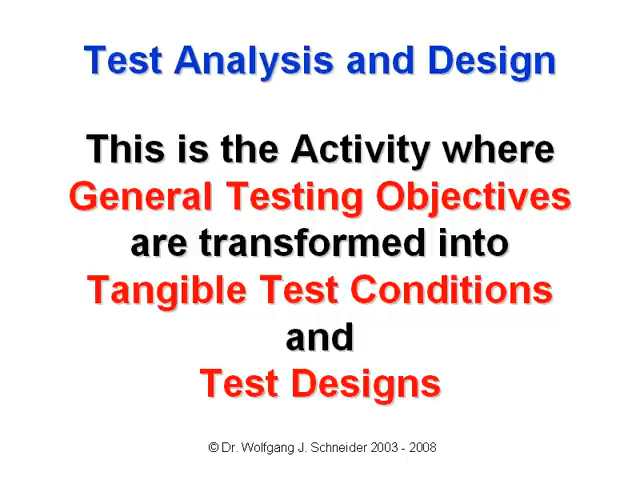 Test Analysis and Design
This is the Activity where
General Testing Objectives
are transformed into
Tangible Test Conditions
and
Test Designs
© Dr. Wolfgang J. Schneider 2003 - 2008